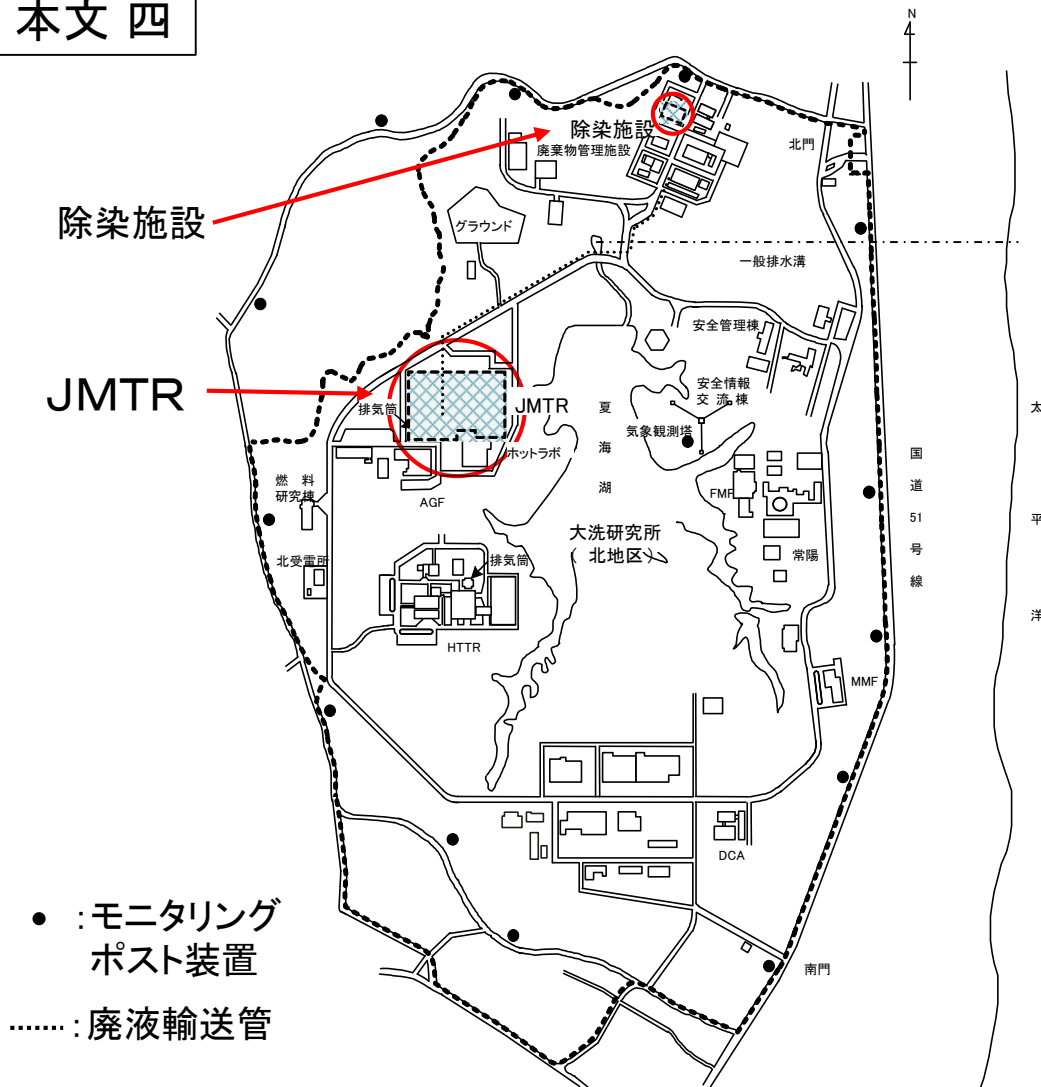 本文 四
N
除染施設
廃棄物管理施設
北門
除染施設
グラウンド
一般排水溝
安全管理棟
安全情報
交 流 棟
JMTR
排気筒
JMTR
夏海湖
気象観測塔
ホットラボ
太平洋
国道51号線
燃 料
研究棟
AGF
FMF
大洗研究所
( 北地区 )
常陽
北受電所
排気筒
HTTR
MMF
DCA
● :モニタリング
ポスト装置
南門
........:廃液輸送管